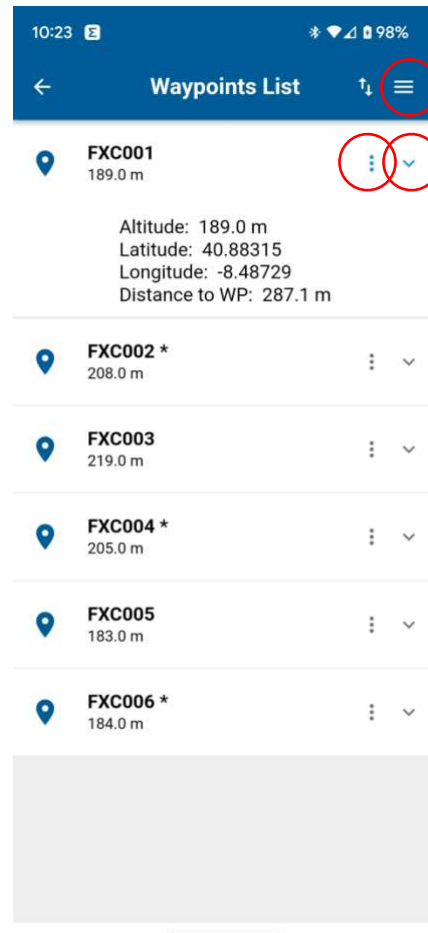 10:23 Σ 98%
Waypoints List
FXC001
189.0 m
Altitude: 189.0 m
Latitude: 40.88315
Longitude: -8.48729
Distance to WP: 287.1 m
FXC002 *
208.0 m
FXC003
219.0 m
FXC004 *
205.0 m
FXC005
183.0 m
FXC006 *
184.0 m